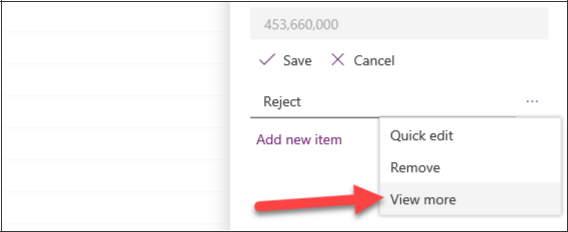 453,660,000
Save Cancel
Reject ...
Add new item
Quick edit
Remove
View more